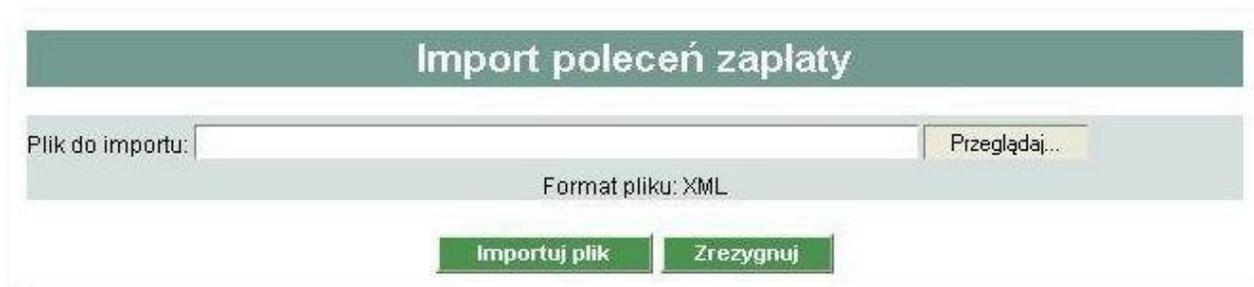 Import poleceń zapłaty
Plik do importu: Przeglądaj...
Format pliku: XML
Importuj plik Zrezygnuj